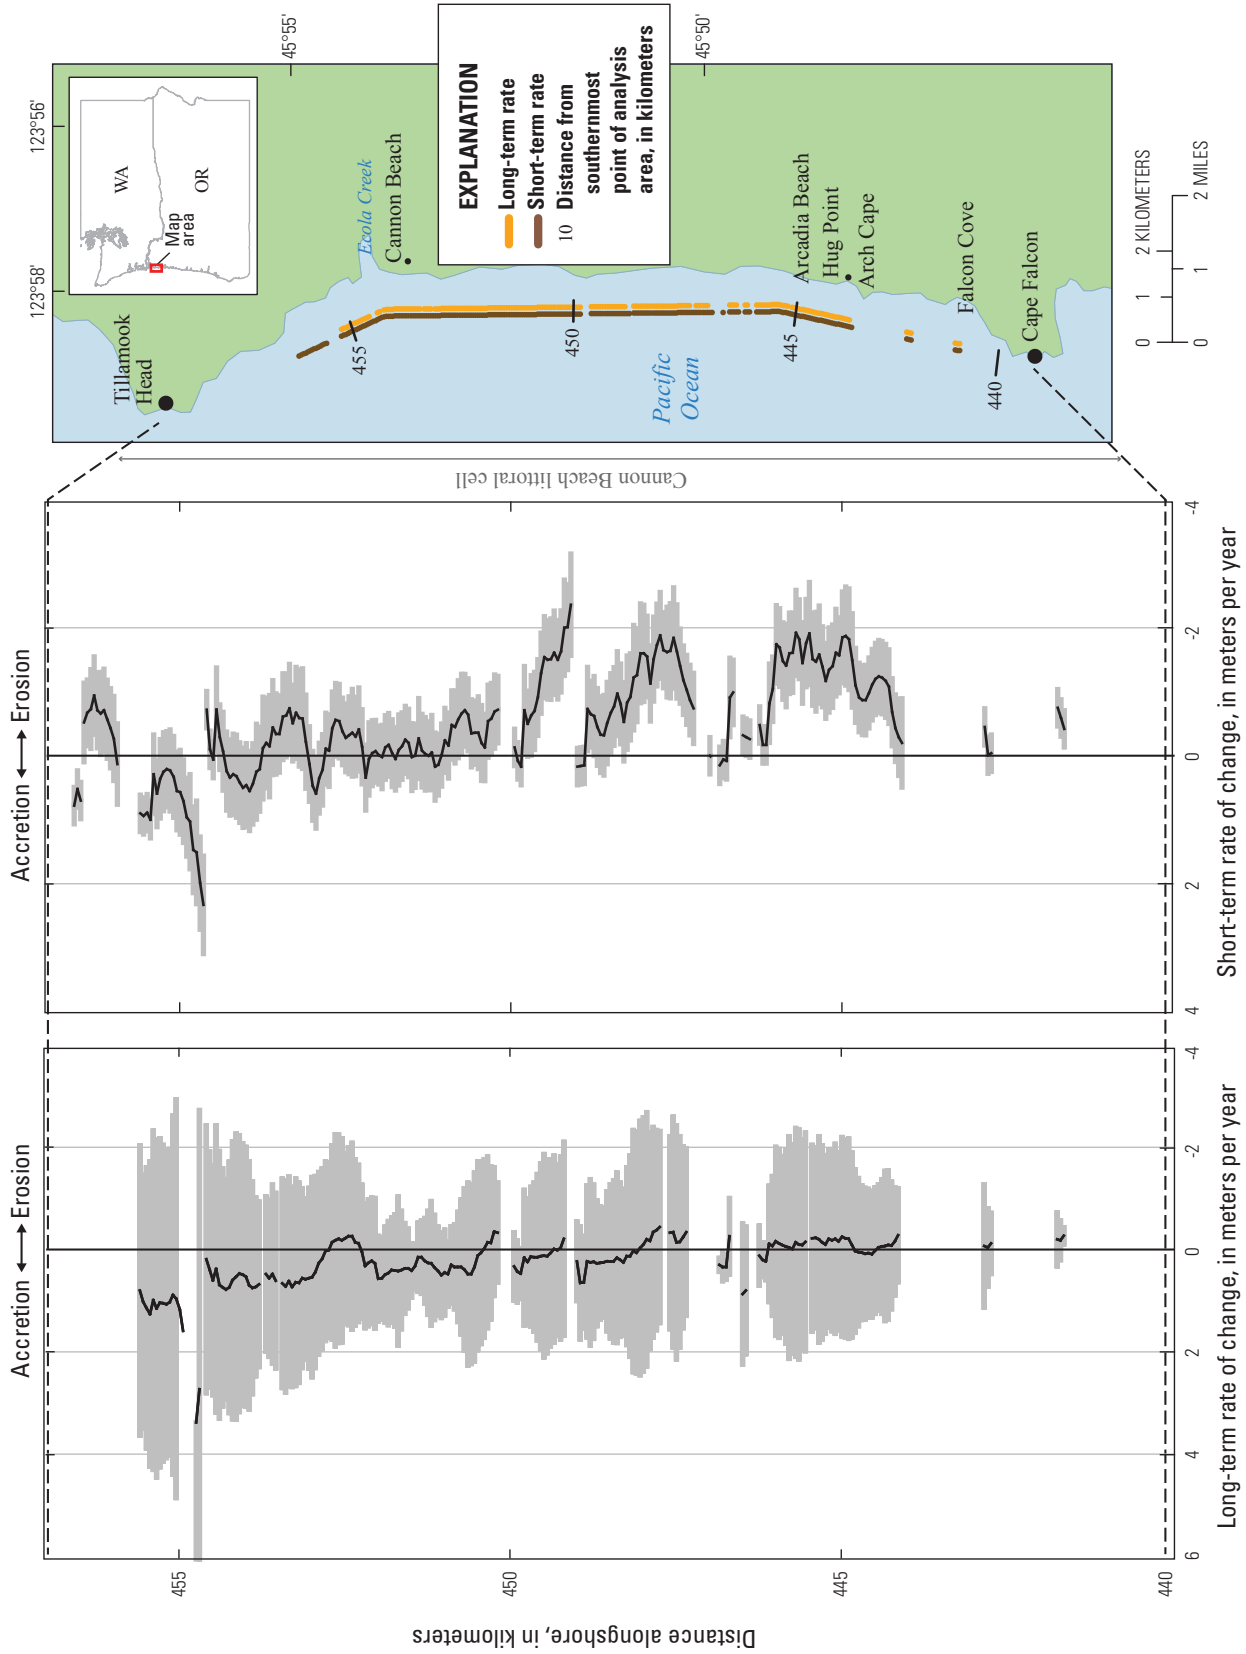 Accretion ⟷ Erosion
Accretion ⟷ Erosion
Distance alongshore, in kilometers
455
450
445
440
6
4
2
0
-2
-4
Long-term rate of change, in meters per year
4
2
0
-2
-4
Short-term rate of change, in meters per year
Cannon Beach littoral cell
123°58'
123°56'
45°55'
45°50'
Tillamook
Head
WA
OR
Map
area
Ecola Creek
Cannon Beach
455
450
445
440
Pacific
Ocean
Arcadia Beach
Hug Point
Arch Cape
Falcon Cove
Cape Falcon
EXPLANATION
Long-term rate
Short-term rate
10 Distance from
southernmost
point of analysis
area, in kilometers
0 1 2 KILOMETERS
0 1 2 MILES